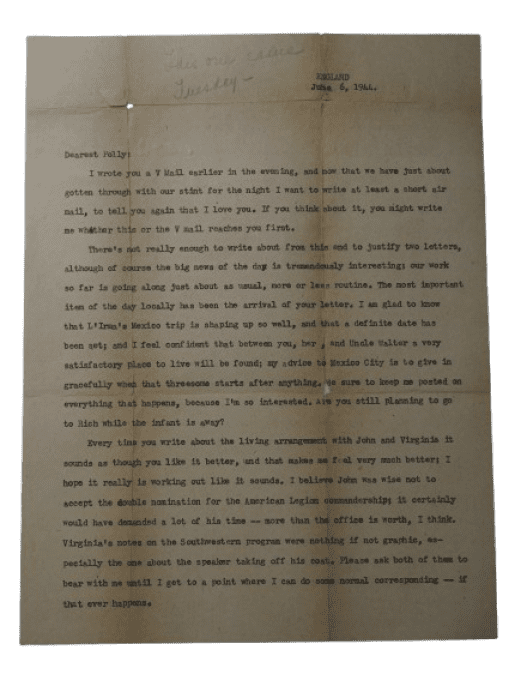 This one came
Tuesday —
ENGLAND
June 6, 1944.
Dearest Polly:
I wrote you a V Mail earlier in the evening, and now that we have just about
gotten through with our stint for the night I want to write at least a short air
mail, to tell you again that I love you. If you think about it, you might write
me whether this or the V mail reaches you first.
There's not really enough to write about from this end to justify two letters,
although of course the big news of the day is tremendously interesting; our work
so far is going along just about as usual, more or less routine. The most important
item of the day locally has been the arrival of your letter. I am glad to know
that L'Irma's Mexico trip is shaping up so well, and that a definite date has
been set; and I feel confident that between you, her , and Uncle Walter a very
satisfactory place to live will be found; my advice to Mexico City is to give in
gracefully when that threesome starts after anything. Be sure to keep me posted on
everything that happens, because I'm so interested. Are you still planning to go
to Rich while the infant is away?
Every time you write about the living arrangement with John and Virginia it
sounds as though you like it better, and that makes me feel very much better; I
hope it really is working out like it sounds. I believe John was wise not to
accept the double nomination for the American Legion commandership; it certainly
would have demanded a lot of his time -- more than the office is worth, I think.
Virginia's notes on the Southwestern program were nothing if not graphic, es-
pecially the one about the speaker taking off his coat. Please ask both of them to
bear with me until I get to a point where I can do some normal corresponding -- if
that ever happens.